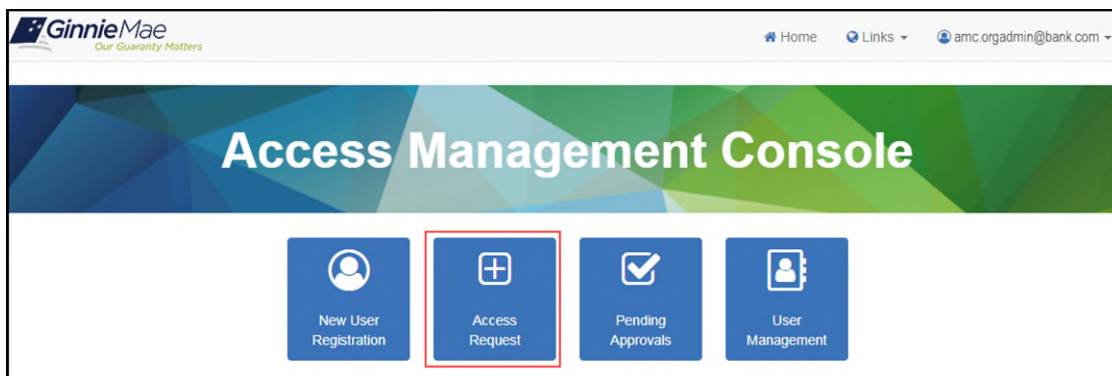 GinnieMae
Our Guaranty Matters
Home Links amc.orgadmin@bank.com
Access Management Console
New User
Registration
Access
Request
Pending
Approvals
User
Management